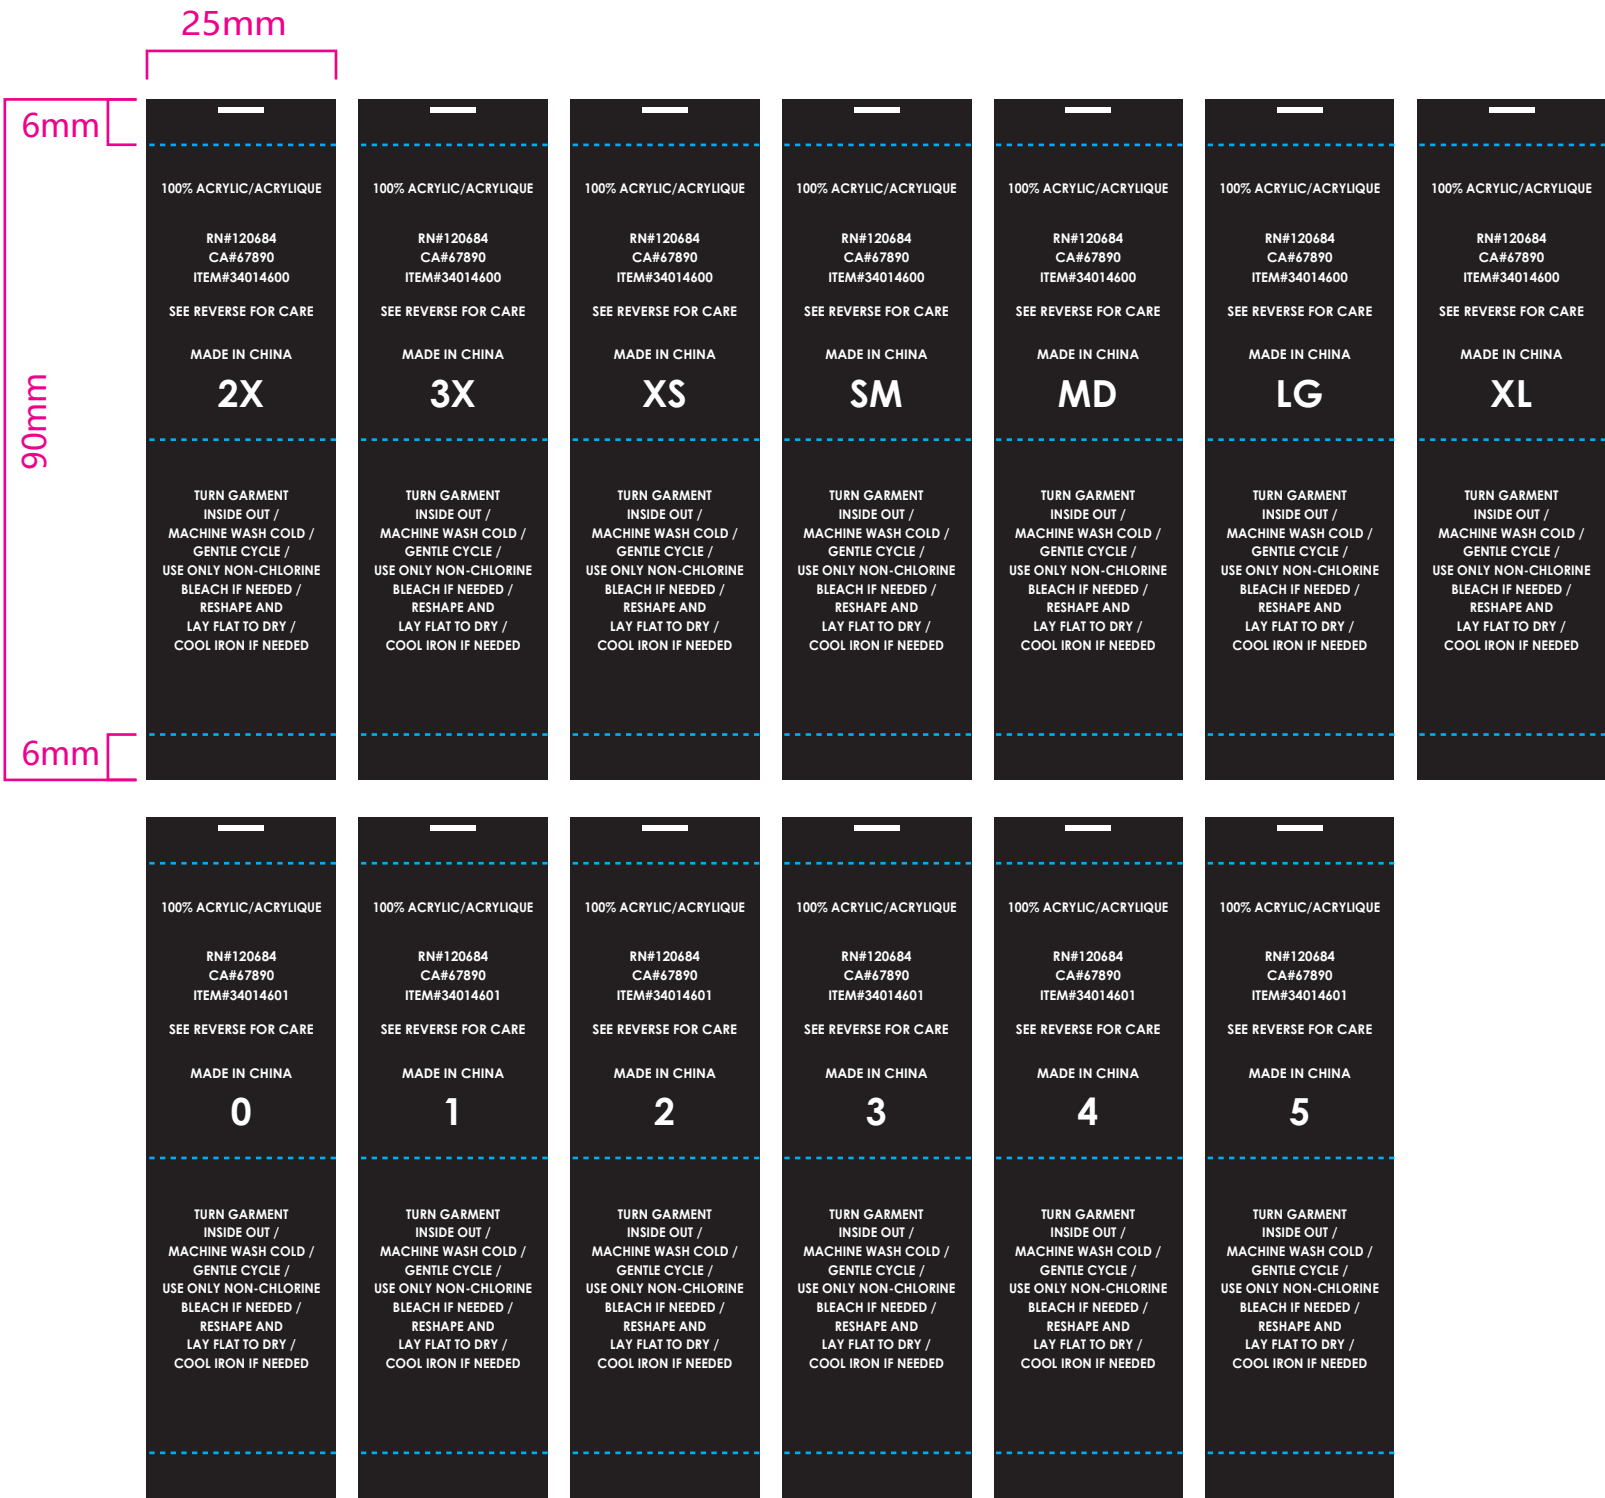 25mm
6mm
90mm
6mm
100% ACRYLIC/ACRYLIQUE
RN#120684
CA#67890
ITEM#34014600
SEE REVERSE FOR CARE
MADE IN CHINA
2X
TURN GARMENT
INSIDE OUT /
MACHINE WASH COLD /
GENTLE CYCLE /
USE ONLY NON-CHLORINE
BLEACH IF NEEDED /
RESHAPE AND
LAY FLAT TO DRY /
COOL IRON IF NEEDED
100% ACRYLIC/ACRYLIQUE
RN#120684
CA#67890
ITEM#34014600
SEE REVERSE FOR CARE
MADE IN CHINA
3X
TURN GARMENT
INSIDE OUT /
MACHINE WASH COLD /
GENTLE CYCLE /
USE ONLY NON-CHLORINE
BLEACH IF NEEDED /
RESHAPE AND
LAY FLAT TO DRY /
COOL IRON IF NEEDED
100% ACRYLIC/ACRYLIQUE
RN#120684
CA#67890
ITEM#34014600
SEE REVERSE FOR CARE
MADE IN CHINA
XS
TURN GARMENT
INSIDE OUT /
MACHINE WASH COLD /
GENTLE CYCLE /
USE ONLY NON-CHLORINE
BLEACH IF NEEDED /
RESHAPE AND
LAY FLAT TO DRY /
COOL IRON IF NEEDED
100% ACRYLIC/ACRYLIQUE
RN#120684
CA#67890
ITEM#34014600
SEE REVERSE FOR CARE
MADE IN CHINA
SM
TURN GARMENT
INSIDE OUT /
MACHINE WASH COLD /
GENTLE CYCLE /
USE ONLY NON-CHLORINE
BLEACH IF NEEDED /
RESHAPE AND
LAY FLAT TO DRY /
COOL IRON IF NEEDED
100% ACRYLIC/ACRYLIQUE
RN#120684
CA#67890
ITEM#34014600
SEE REVERSE FOR CARE
MADE IN CHINA
MD
TURN GARMENT
INSIDE OUT /
MACHINE WASH COLD /
GENTLE CYCLE /
USE ONLY NON-CHLORINE
BLEACH IF NEEDED /
RESHAPE AND
LAY FLAT TO DRY /
COOL IRON IF NEEDED
100% ACRYLIC/ACRYLIQUE
RN#120684
CA#67890
ITEM#34014600
SEE REVERSE FOR CARE
MADE IN CHINA
LG
TURN GARMENT
INSIDE OUT /
MACHINE WASH COLD /
GENTLE CYCLE /
USE ONLY NON-CHLORINE
BLEACH IF NEEDED /
RESHAPE AND
LAY FLAT TO DRY /
COOL IRON IF NEEDED
100% ACRYLIC/ACRYLIQUE
RN#120684
CA#67890
ITEM#34014600
SEE REVERSE FOR CARE
MADE IN CHINA
XL
TURN GARMENT
INSIDE OUT /
MACHINE WASH COLD /
GENTLE CYCLE /
USE ONLY NON-CHLORINE
BLEACH IF NEEDED /
RESHAPE AND
LAY FLAT TO DRY /
COOL IRON IF NEEDED
100% ACRYLIC/ACRYLIQUE
RN#120684
CA#67890
ITEM#34014601
SEE REVERSE FOR CARE
MADE IN CHINA
0
TURN GARMENT
INSIDE OUT /
MACHINE WASH COLD /
GENTLE CYCLE /
USE ONLY NON-CHLORINE
BLEACH IF NEEDED /
RESHAPE AND
LAY FLAT TO DRY /
COOL IRON IF NEEDED
100% ACRYLIC/ACRYLIQUE
RN#120684
CA#67890
ITEM#34014601
SEE REVERSE FOR CARE
MADE IN CHINA
1
TURN GARMENT
INSIDE OUT /
MACHINE WASH COLD /
GENTLE CYCLE /
USE ONLY NON-CHLORINE
BLEACH IF NEEDED /
RESHAPE AND
LAY FLAT TO DRY /
COOL IRON IF NEEDED
100% ACRYLIC/ACRYLIQUE
RN#120684
CA#67890
ITEM#34014601
SEE REVERSE FOR CARE
MADE IN CHINA
2
TURN GARMENT
INSIDE OUT /
MACHINE WASH COLD /
GENTLE CYCLE /
USE ONLY NON-CHLORINE
BLEACH IF NEEDED /
RESHAPE AND
LAY FLAT TO DRY /
COOL IRON IF NEEDED
100% ACRYLIC/ACRYLIQUE
RN#120684
CA#67890
ITEM#34014601
SEE REVERSE FOR CARE
MADE IN CHINA
3
TURN GARMENT
INSIDE OUT /
MACHINE WASH COLD /
GENTLE CYCLE /
USE ONLY NON-CHLORINE
BLEACH IF NEEDED /
RESHAPE AND
LAY FLAT TO DRY /
COOL IRON IF NEEDED
100% ACRYLIC/ACRYLIQUE
RN#120684
CA#67890
ITEM#34014601
SEE REVERSE FOR CARE
MADE IN CHINA
4
TURN GARMENT
INSIDE OUT /
MACHINE WASH COLD /
GENTLE CYCLE /
USE ONLY NON-CHLORINE
BLEACH IF NEEDED /
RESHAPE AND
LAY FLAT TO DRY /
COOL IRON IF NEEDED
100% ACRYLIC/ACRYLIQUE
RN#120684
CA#67890
ITEM#34014601
SEE REVERSE FOR CARE
MADE IN CHINA
5
TURN GARMENT
INSIDE OUT /
MACHINE WASH COLD /
GENTLE CYCLE /
USE ONLY NON-CHLORINE
BLEACH IF NEEDED /
RESHAPE AND
LAY FLAT TO DRY /
COOL IRON IF NEEDED